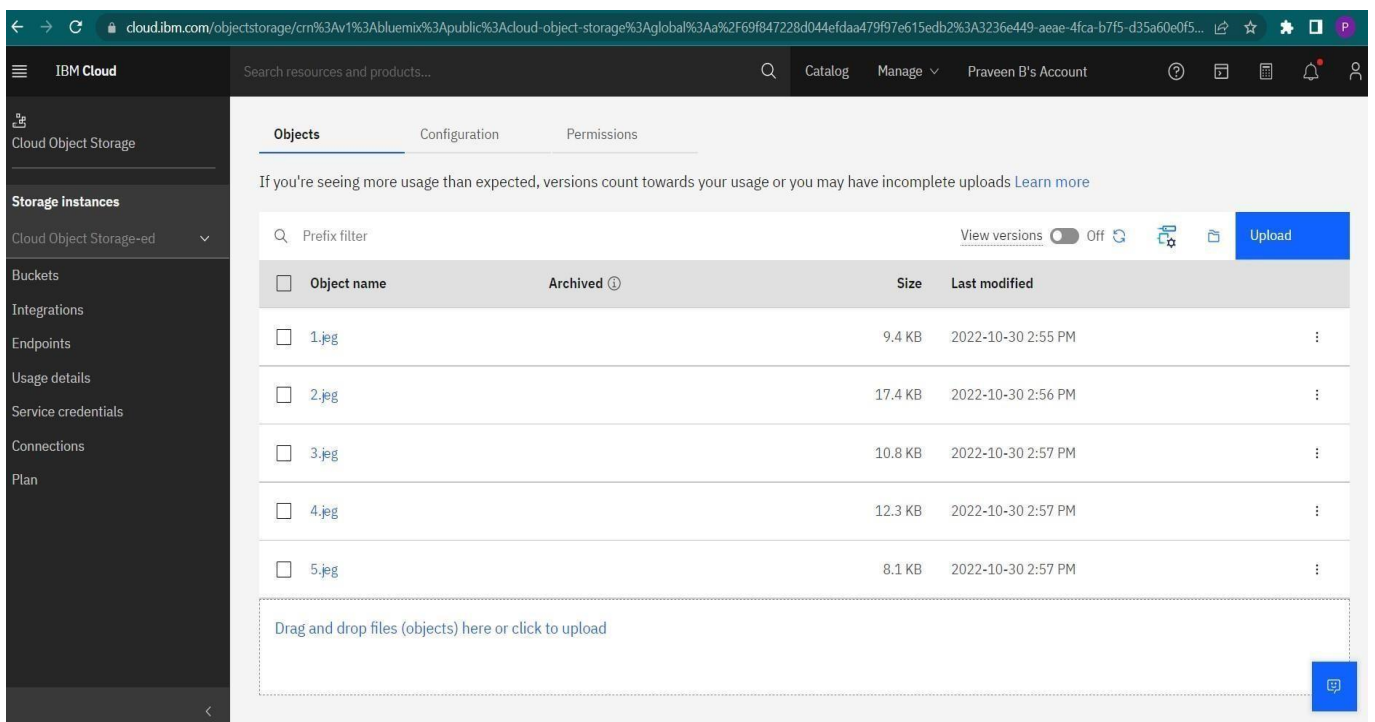 cloud.ibm.com/objectstorage/crn%3Av1%3Abluemix%3Apublic%3Acloud-object-storage%3Aglobal%3Aa%2F69f847228d044efdaa479f97e615edb2%3A3236e449-aeae-4fca-b7f5-d35a60e0f5... P
IBM Cloud Search resources and products... Catalog Manage Praveen B's Account
Cloud Object Storage
Storage instances
Cloud Object Storage-ed
Buckets
Integrations
Endpoints
Usage details
Service credentials
Connections
Plan
Objects Configuration Permissions
If you're seeing more usage than expected, versions count towards your usage or you may have incomplete uploads Learn more
Prefix filter View versions Off Upload
Object name Archived Size Last modified
1.jeg 9.4 KB 2022-10-30 2:55 PM
2.jeg 17.4 KB 2022-10-30 2:56 PM
3.jeg 10.8 KB 2022-10-30 2:57 PM
4.jeg 12.3 KB 2022-10-30 2:57 PM
5.jeg 8.1 KB 2022-10-30 2:57 PM
Drag and drop files (objects) here or click to upload